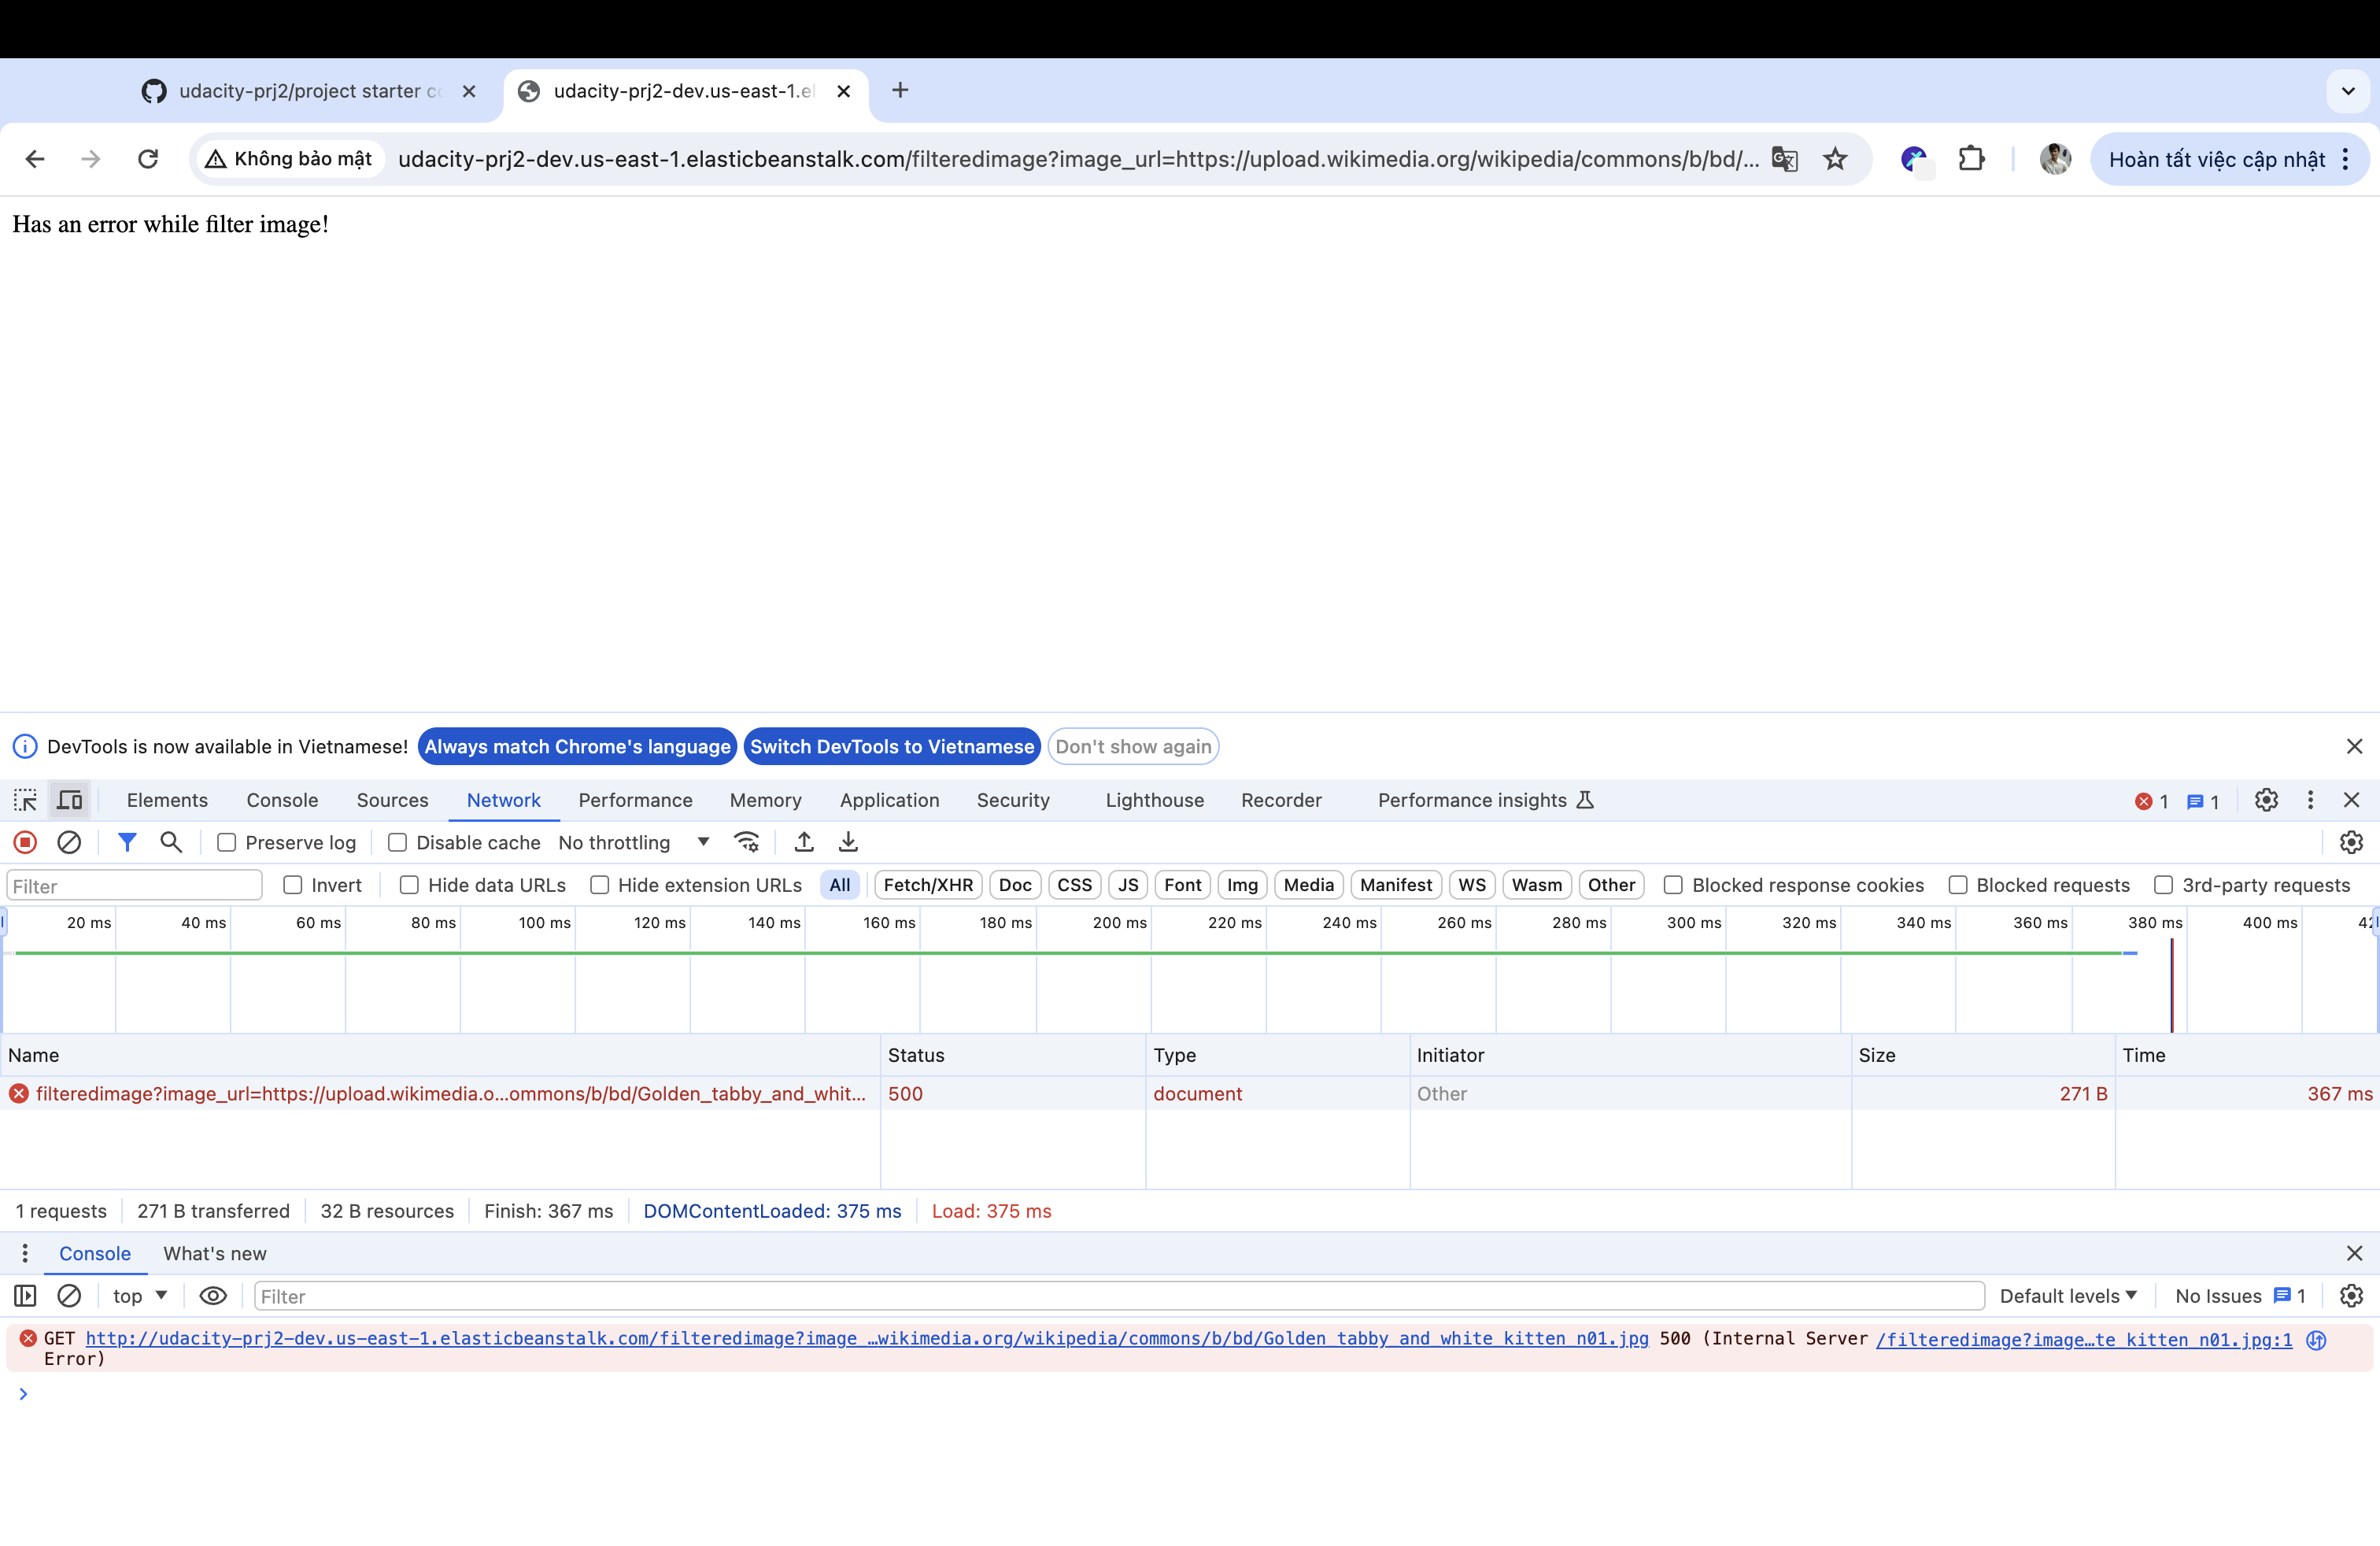 udacity-prj2/project starter co
udacity-prj2-dev.us-east-1.el
Không bảo mật
udacity-prj2-dev.us-east-1.elasticbeanstalk.com/filteredimage?image_url=https://upload.wikimedia.org/wikipedia/commons/b/bd/...
Hoàn tất việc cập nhật
Has an error while filter image!
DevTools is now available in Vietnamese! Always match Chrome's language Switch DevTools to Vietnamese Don't show again
Elements Console Sources Network Performance Memory Application Security Lighthouse Recorder Performance insights 1 1
Preserve log Disable cache No throttling
Filter Invert Hide data URLs Hide extension URLs All Fetch/XHR Doc CSS JS Font Img Media Manifest WS Wasm Other Blocked response cookies Blocked requests 3rd-party requests
20 ms 40 ms 60 ms 80 ms 100 ms 120 ms 140 ms 160 ms 180 ms 200 ms 220 ms 240 ms 260 ms 280 ms 300 ms 320 ms 340 ms 360 ms 380 ms 400 ms
Name Status Type Initiator Size Time
filteredimage?image_url=https://upload.wikimedia.o...ommons/b/bd/Golden_tabby_and_whit... 500 document Other 271 B 367 ms
1 requests 271 B transferred 32 B resources Finish: 367 ms DOMContentLoaded: 375 ms Load: 375 ms
Console What's new
top Filter Default levels No Issues 1
GET http://udacity-prj2-dev.us-east-1.elasticbeanstalk.com/filteredimage?image_…wikimedia.org/wikipedia/commons/b/bd/Golden_tabby_and_white_kitten_n01.jpg 500 (Internal Server /filteredimage?image…te_kitten_n01.jpg:1
Error)